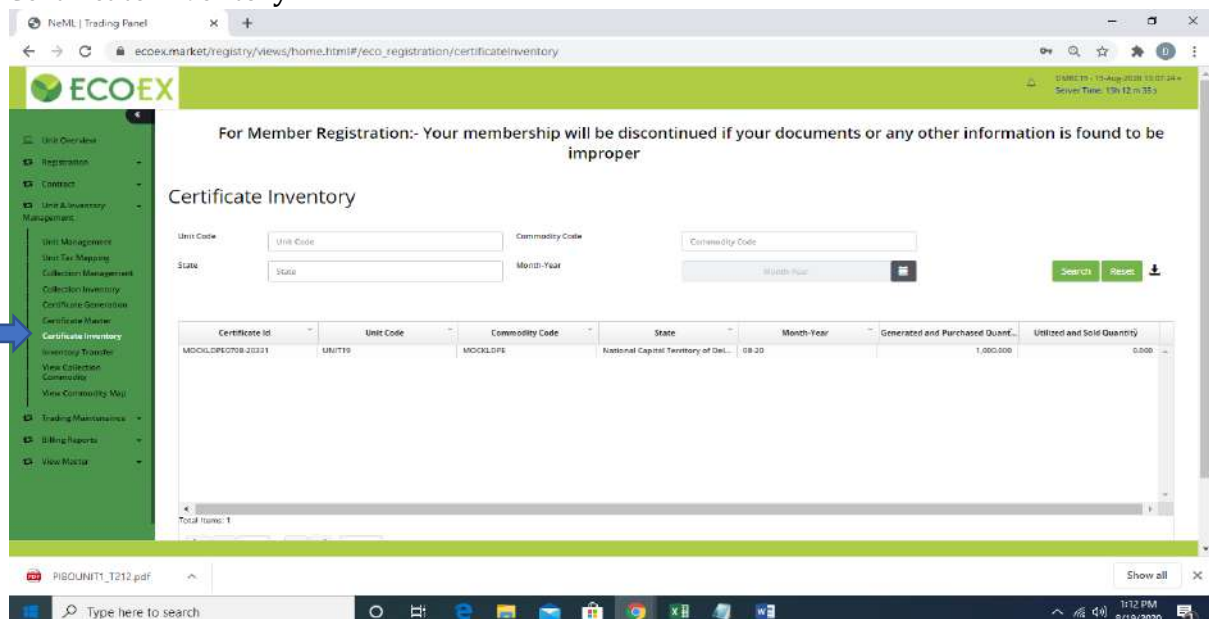 NeML | Trading Panel
ecoex.market/registry/views/home.html#/eco_registration/certificateInventory
D
ECOEX
Server Time: 15h 12 m 35 s
For Member Registration:- Your membership will be discontinued if your documents or any other information is found to be
improper
Unit Overview
Registration
Contract
Unit & Inventory
Management
Unit Management
Unit Tax Mapping
Collection Management
Collection Inventory
Certificate Generation
Certificate Master
Certificate Inventory
Inventory Transfer
View Collection
Commodity
View Commodity Map
Trading Maintenance
Billing Reports
View Master
Certificate Inventory
Unit Code Unit Code Commodity Code Commodity Code
State State Month-Year Month-Year Search Reset
Certificate Id Unit Code Commodity Code State Month-Year Generated and Purchased Quant... Utilized and Sold Quantity
MOCKLDPE0708-20331 UNIT19 MOCKLDPE National Capital Territory of Del... 08-20 1,000.000 0.000
Total Items: 1
PIBOUNIT1_T212.pdf Show all
Type here to search 1:12 PM
8/19/2020